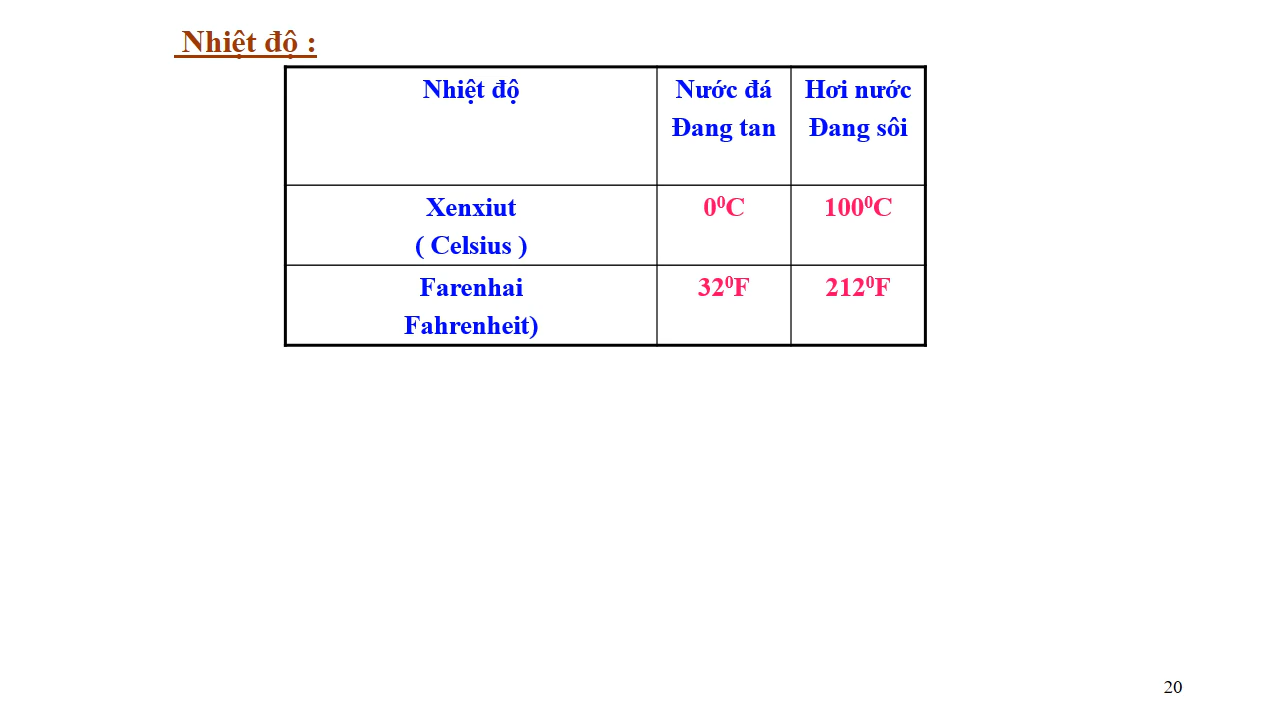 Nhiệt độ :
Nhiệt độ
Nước đá
Đang tan
Hơi nước
Đang sôi
Xenxiut
( Celsius )
0⁰C
100⁰C
Farenhai
Fahrenheit)
32⁰F
212⁰F
20